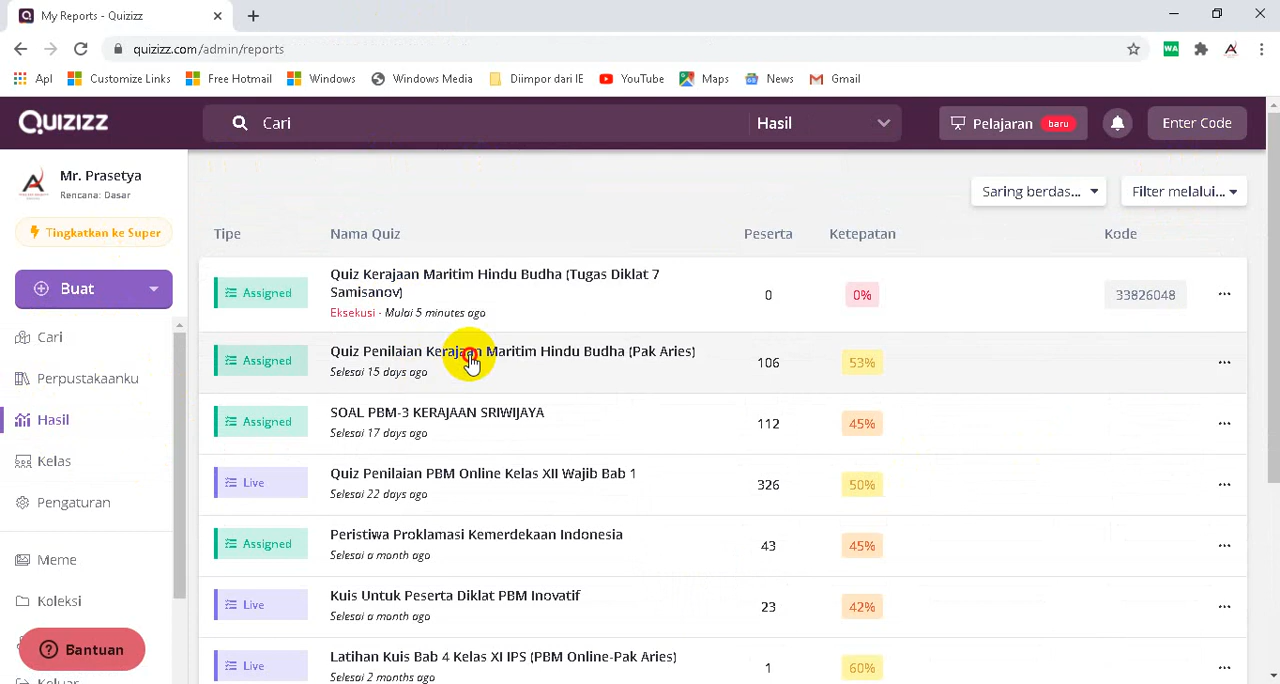 My Reports - Quizizz
quizizz.com/admin/reports
Apl
Customize Links
Free Hotmail
Windows
Windows Media
Diimpor dari IE
YouTube
Maps
News
Gmail
QUIZIZZ
Cari
Hasil
Pelajaran
baru
Enter Code
Mr. Prasetya
Rencana: Dasar
Tingkatkan ke Super
Buat
Cari
Perpustakaanku
Hasil
Kelas
Pengaturan
Meme
Koleksi
Bantuan
Keluar
Saring berdas...
Filter melalui...
Tipe
Nama Quiz
Peserta
Ketepatan
Kode
Assigned
Quiz Kerajaan Maritim Hindu Budha (Tugas Diklat 7
Samisanov)
Eksekusi - Mulai 5 minutes ago
0
0%
33826048
Assigned
Quiz Penilaian Kerajaan Maritim Hindu Budha (Pak Aries)
Selesai 15 days ago
106
53%
Assigned
SOAL PBM-3 KERAJAAN SRIWIJAYA
Selesai 17 days ago
112
45%
Live
Quiz Penilaian PBM Online Kelas XII Wajib Bab 1
Selesai 22 days ago
326
50%
Assigned
Peristiwa Proklamasi Kemerdekaan Indonesia
Selesai a month ago
43
45%
Live
Kuis Untuk Peserta Diklat PBM Inovatif
Selesai a month ago
23
42%
Live
Latihan Kuis Bab 4 Kelas XI IPS (PBM Online-Pak Aries)
Selesai 2 months ago
1
60%